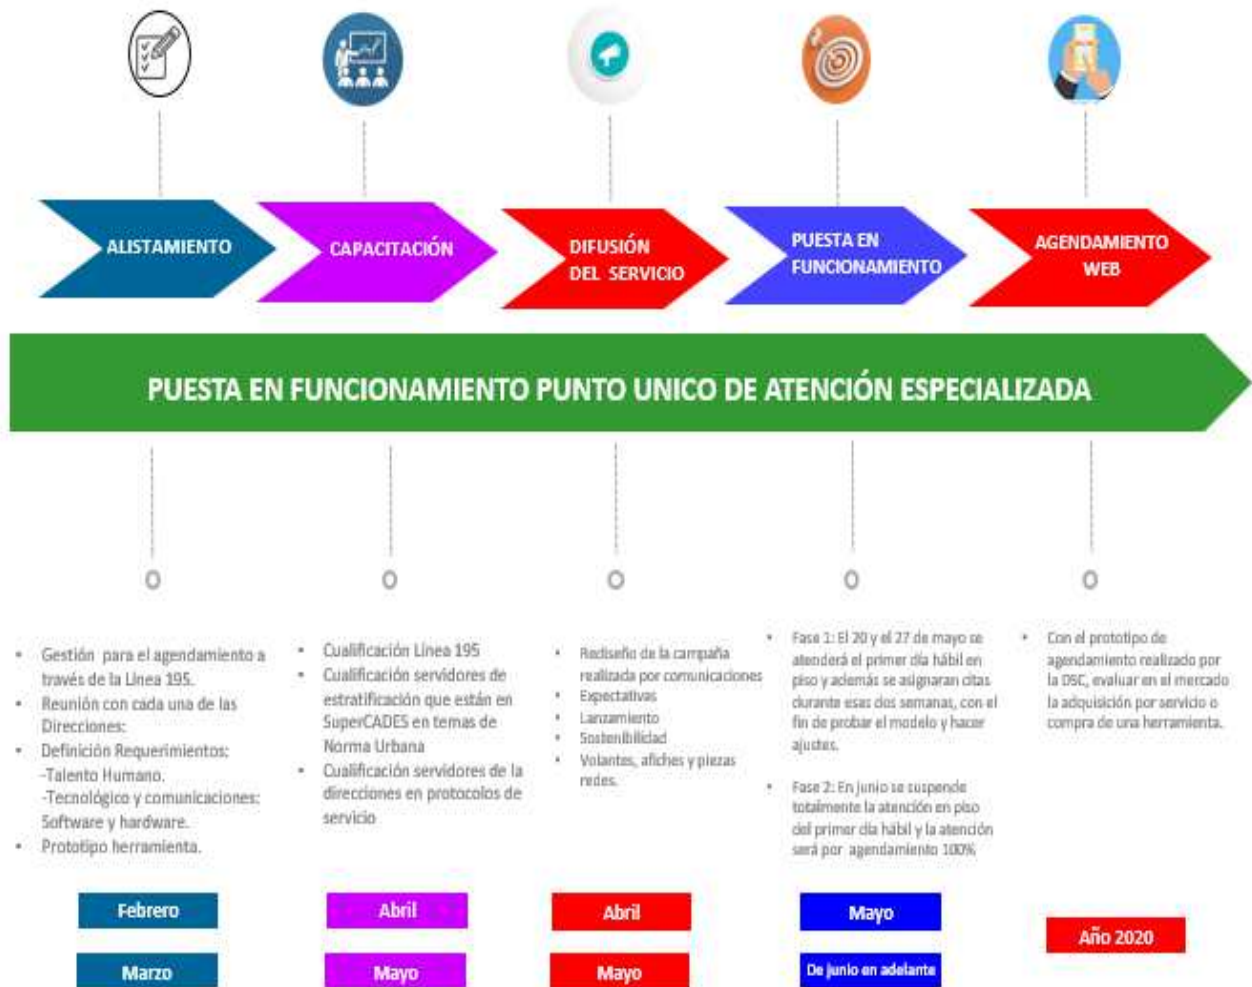 ALISTAMIENTO
CAPACITACIÓN
DIFUSIÓN
DEL SERVICIO
PUESTA EN
FUNCIONAMIENTO
AGENDAMIENTO
WEB
PUESTA EN FUNCIONAMIENTO PUNTO UNICO DE ATENCIÓN ESPECIALIZADA
• Gestión para el agendamiento a
través de la Línea 195.
• Reunión con cada una de las
Direcciones:
• Definición Requerimientos:
-Talento Humano.
-Tecnológico y comunicaciones:
Software y hardware.
• Prototipo herramienta.
Febrero
Marzo
• Cualificación Línea 195
• Cualificación servidores de
estratificación que están en
SuperCADES en temas de
Norma Urbana
• Cualificación servidores de la
direcciones en protocolos de
servicio
Abril
Mayo
• Rediseño de la campaña
realizada por comunicaciones
• Expectativas
• Lanzamiento
• Sostenibilidad
• Volantes, afiches y piezas
redes.
Abril
Mayo
• Fase 1: El 20 y el 27 de mayo se
atenderá el primer día hábil en
piso y además se asignaran citas
durante esas dos semanas, con el
fin de probar el modelo y hacer
ajustes.
• Fase 2: En junio se suspende
totalmente la atención en piso
del primer día hábil y la atención
será por agendamiento 100%
Mayo
De junio en adelante
• Con el prototipo de
agendamiento realizado por
la DSC, evaluar en el mercado
la adquisición por servicio o
compra de una herramienta.
Año 2020